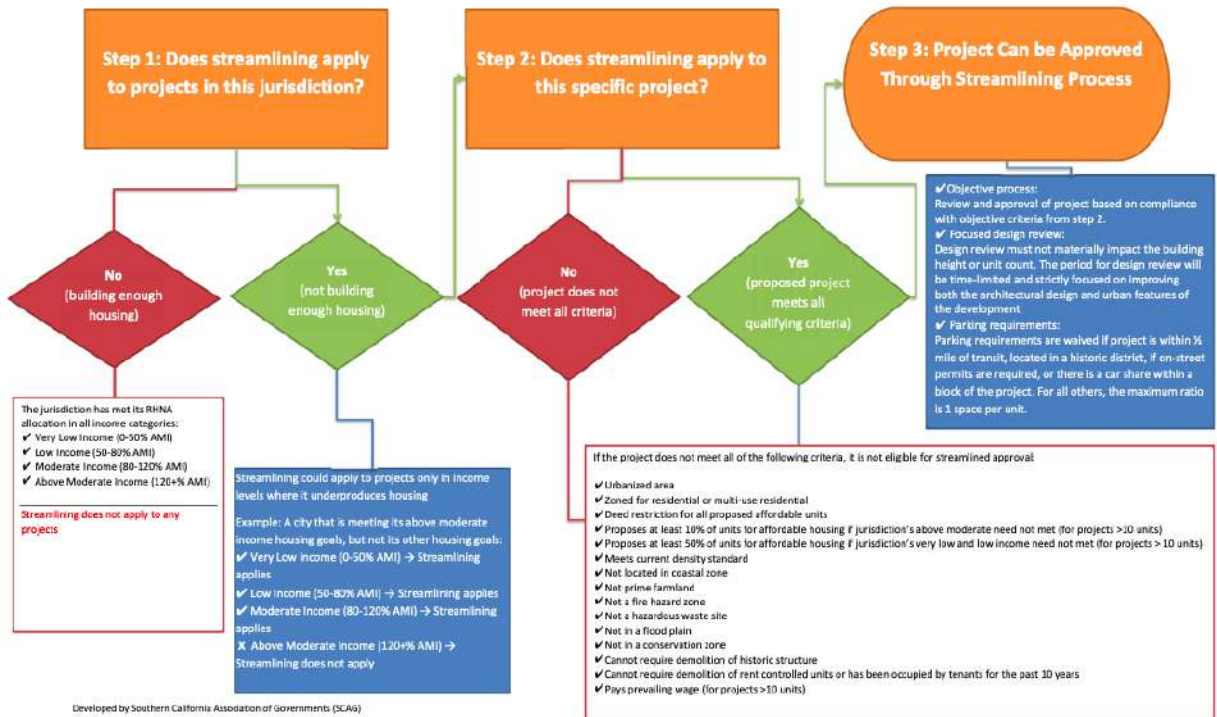 Step 1: Does streamlining apply
to projects in this jurisdiction?
Step 2: Does streamlining apply to
this specific project?
Step 3: Project Can be Approved
Through Streamlining Process
No
(building enough
housing)
Yes
(not building
enough housing)
No
(project does not
meet all criteria)
Yes
(proposed project
meets all
qualifying criteria)
✔Objective process:
Review and approval of project based on compliance
with objective criteria from step 2.
✔ Focused design review:
Design review must not materially impact the building
height or unit count. The period for design review will
be time-limited and strictly focused on improving
both the architectural design and urban features of
the development
✔ Parking requirements:
Parking requirements are waived if project is within ½
mile of transit, located in a historic district, if on-street
permits are required, or there is a car share within a
block of the project. For all others, the maximum ratio
is 1 space per unit.
The jurisdiction has met its RHNA
allocation in all income categories:
✔ Very Low Income (0-50% AMI)
✔ Low Income (50-80% AMI)
✔ Moderate Income (80-120% AMI)
✔ Above Moderate Income (120+% AMI)
Streamlining does not apply to any
projects
Streamlining could apply to projects only in income
levels where it underproduces housing
Example: A city that is meeting its above moderate
income housing goals, but not its other housing goals:
✔ Very Low Income (0-50% AMI) → Streamlining
applies
✔ Low Income (50-80% AMI) → Streamlining applies
✔ Moderate Income (80-120% AMI) → Streamlining
applies
X Above Moderate Income (120+% AMI) →
Streamlining does not apply
If the project does not meet all of the following criteria, it is not eligible for streamlined approval:
✔Urbanized area
✔Zoned for residential or multi-use residential
✔Deed restriction for all proposed affordable units
✔Proposes at least 10% of units for affordable housing if jurisdiction's above moderate need not met (for projects >10 units)
✔Proposes at least 50% of units for affordable housing if jurisdiction's very low and low income need not met (for projects > 10 units)
✔Meets current density standard
✔Not located in coastal zone
✔Not prime farmland
✔Not a fire hazard zone
✔Not a hazardous waste site
✔Not in a flood plain
✔Not in a conservation zone
✔Cannot require demolition of historic structure
✔Cannot require demolition of rent controlled units or has been occupied by tenants for the past 10 years
✔Pays prevailing wage (for projects >10 units)
Developed by Southern California Association of Governments (SCAG)